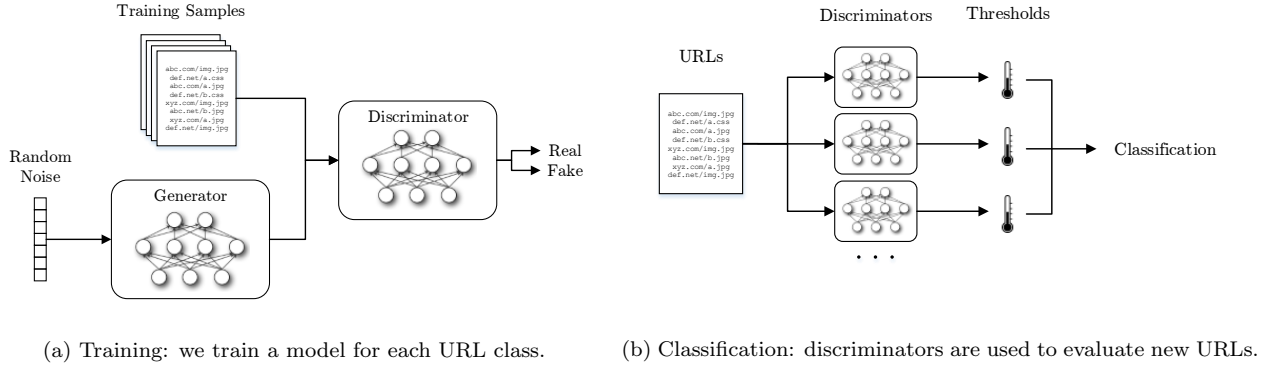 Training Samples
abc.com/img.jpg
def.net/a.css
abc.com/a.jpg
def.net/b.css
xyz.com/img.jpg
abc.net/b.jpg
xyz.com/a.jpg
def.net/img.jpg
Random
Noise
Generator
Discriminator
Real
Fake
(a) Training: we train a model for each URL class.
URLs
abc.com/img.jpg
def.net/a.css
abc.com/a.jpg
def.net/b.css
xyz.com/img.jpg
abc.net/b.jpg
xyz.com/a.jpg
def.net/img.jpg
Discriminators
Thresholds
. . .
Classification
(b) Classification: discriminators are used to evaluate new URLs.